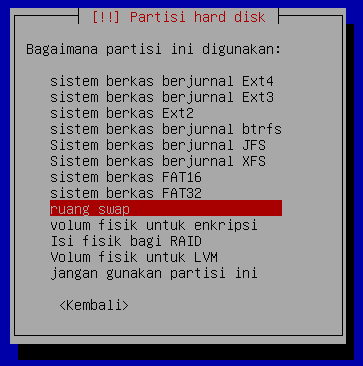 [!!] Partisi hard disk
Bagaimana partisi ini digunakan:
sistem berkas berjurnal Ext4
sistem berkas berjurnal Ext3
sistem berkas Ext2
sistem berkas berjurnal btrfs
Sistem berkas berjurnal JFS
Sistem berkas berjurnal XFS
sistem berkas FAT16
sistem berkas FAT32
ruang swap
volum fisik untuk enkripsi
Isi fisik bagi RAID
Volum fisik untuk LVM
jangan gunakan partisi ini
<Kembali>